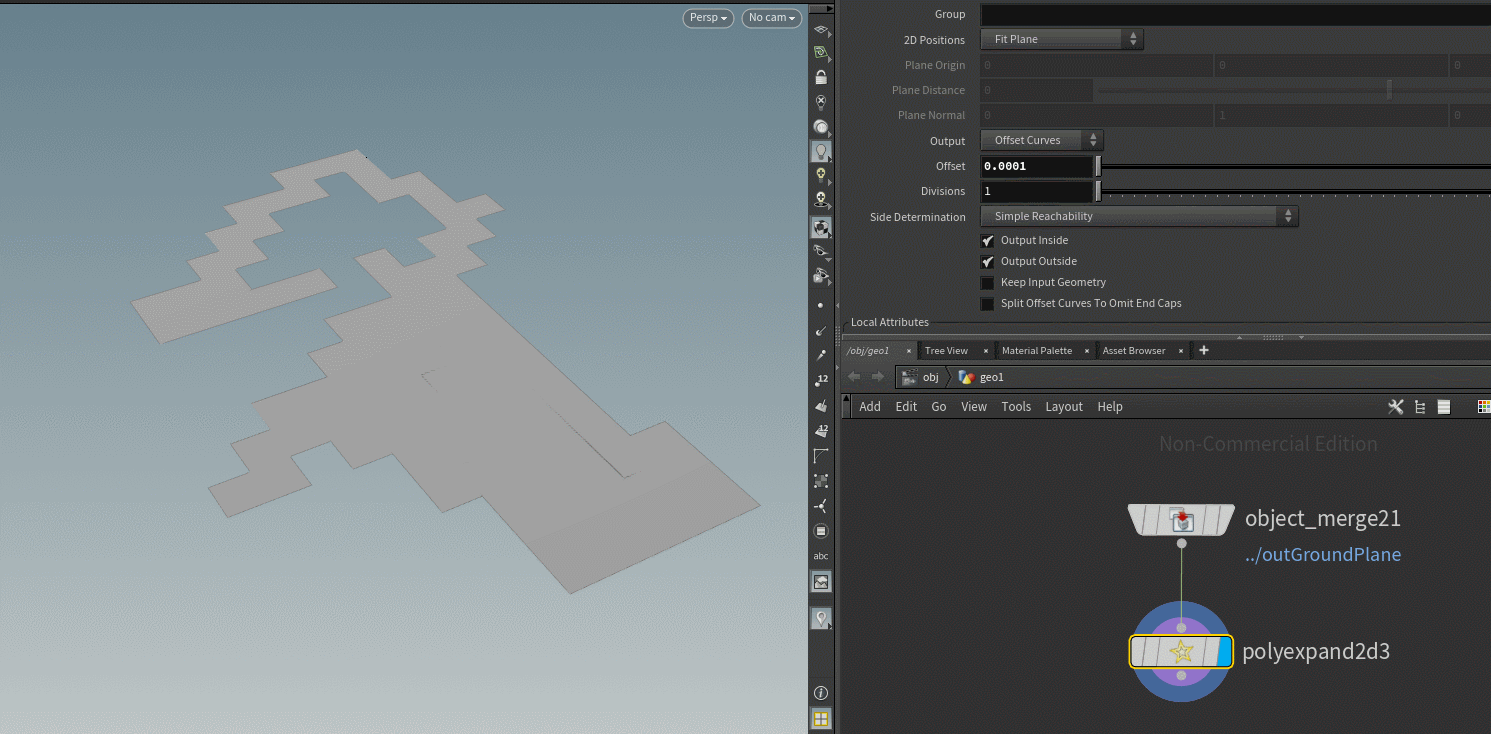 Persp
No cam
Group
2D Positions Fit Plane
Plane Origin 0 0 0
Plane Distance 0
Plane Normal 0 1 0
Output Offset Curves
Offset 0.0001
Divisions 1
Side Determination Simple Reachability
Output Inside
Output Outside
Keep Input Geometry
Split Offset Curves To Omit End Caps
Local Attributes
/obj/geo1 × Tree View × Material Palette × Asset Browser × +
obj geo1
Add Edit Go View Tools Layout Help
12
12
abc
Non-Commercial Edition
object_merge21
../outGroundPlane
polyexpand2d3